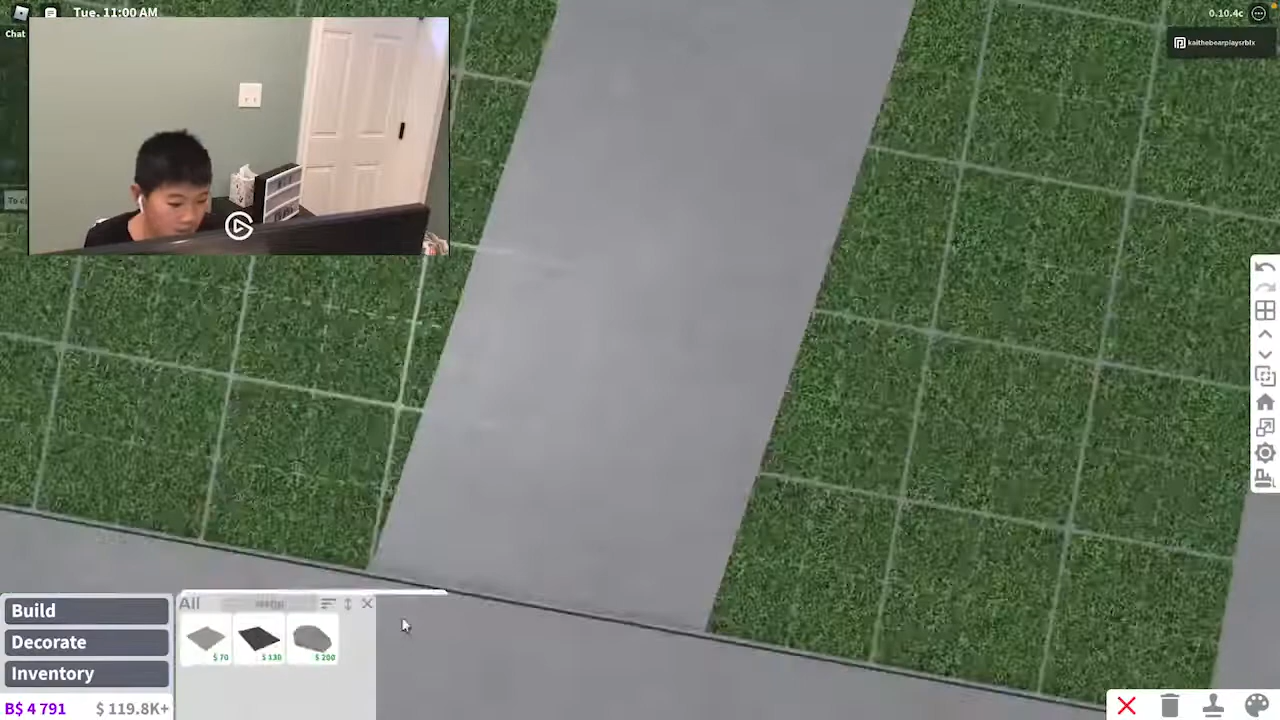 Tue, 11:00 AM
0.10.4c
Chat
kaithebearplaysrblx
Build
Decorate
Inventory
All
$ 70
$ 130
$ 200
B$ 4 791
$ 119.8K+